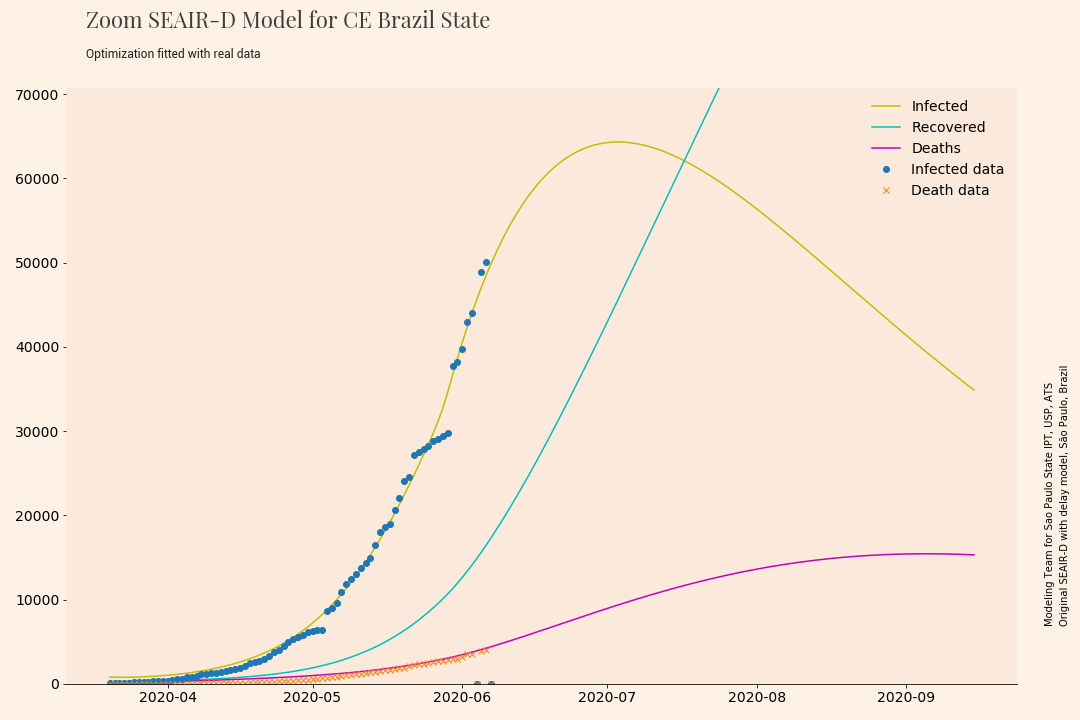 Zoom SEAIR-D Model for CE Brazil State
Optimization fitted with real data
70000
60000
50000
40000
30000
20000
10000
0
Infected
Recovered
Deaths
Infected data
Death data
2020-04
2020-05
2020-06
2020-07
2020-08
2020-09
Modeling Team for Sao Paulo State IPT, USP, ATS
Original SEAIR-D with delay model, São Paulo, Brazil